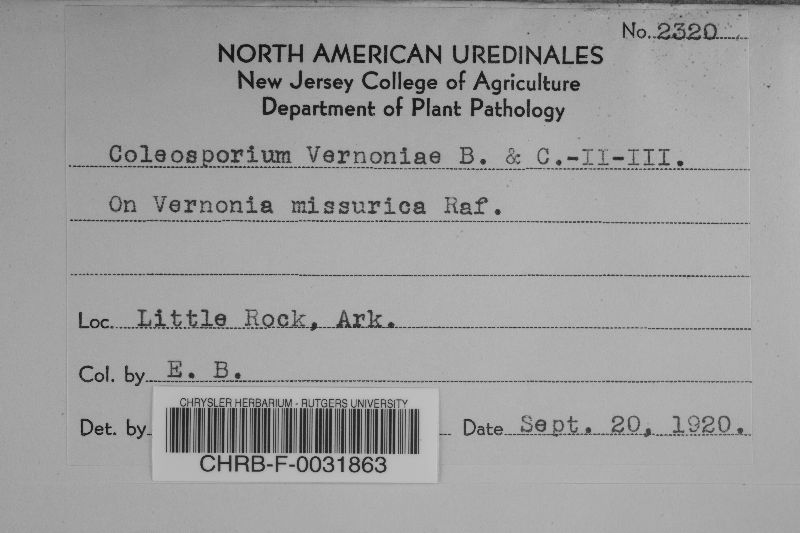 No. 2320
NORTH AMERICAN UREDINALES
New Jersey College of Agriculture
Department of Plant Pathology
Coleosporium Vernoniae B. & C.-II-III.
On Vernonia missurica Raf.
Loc. Little Rock, Ark.
Col. by E. B.
CHRYSLER HERBARIUM - RUTGERS UNIVERSITY
Det. by Date Sept. 20, 1920.
CHRB-F-0031863